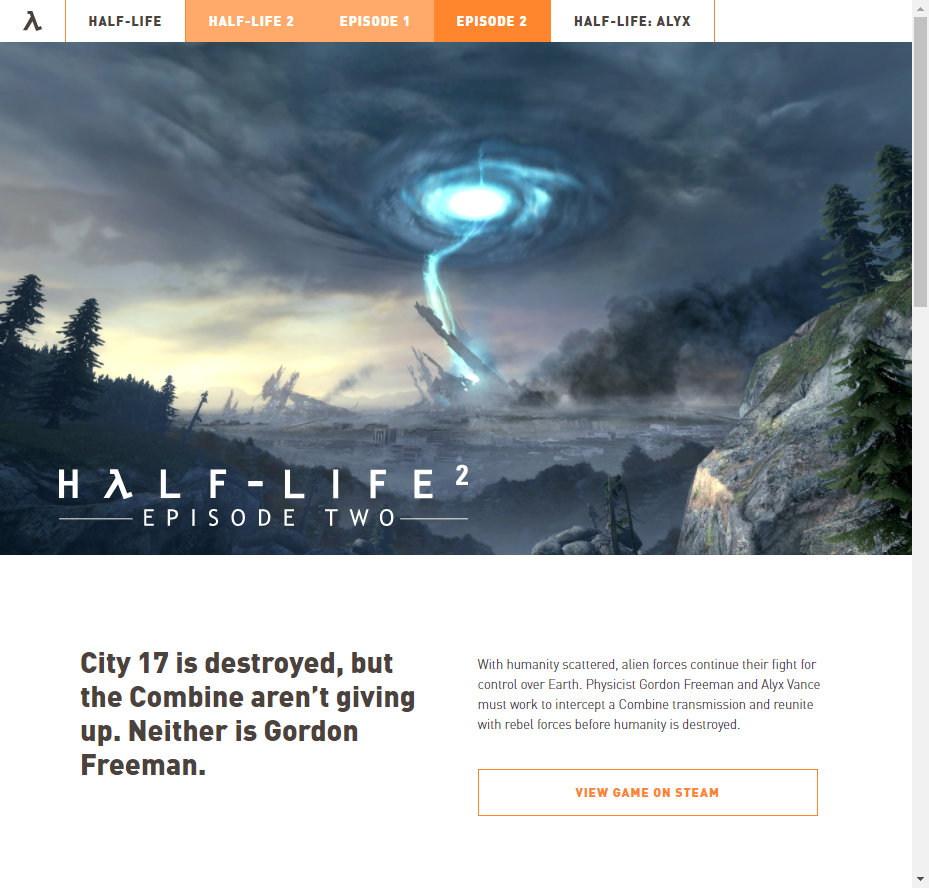 λ HALF-LIFE HALF-LIFE 2 EPISODE 1 EPISODE 2 HALF-LIFE: ALYX
HλLF-LIFE²
EPISODE TWO
City 17 is destroyed, but
the Combine aren’t giving
up. Neither is Gordon
Freeman.
With humanity scattered, alien forces continue their fight for
control over Earth. Physicist Gordon Freeman and Alyx Vance
must work to intercept a Combine transmission and reunite
with rebel forces before humanity is destroyed.
VIEW GAME ON STEAM